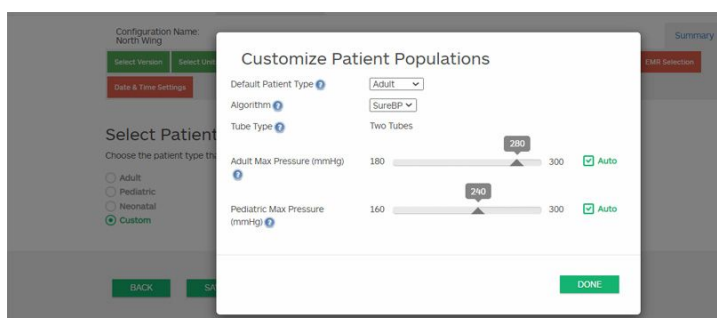 Configuration Name:
North Wing
Summary
Select Version
Select Unit
EMR Selection
Date & Time Settings
Select Patient
Choose the patient type tha
Adult
Pediatric
Neonatal
Custom
BACK
SA
Customize Patient Populations
Default Patient Type ? Adult
Algorithm ? SureBP
Tube Type ? Two Tubes
280
Adult Max Pressure (mmHg) 180 300 Auto
?
240
Pediatric Max Pressure 160 300 Auto
(mmHg) ?
DONE